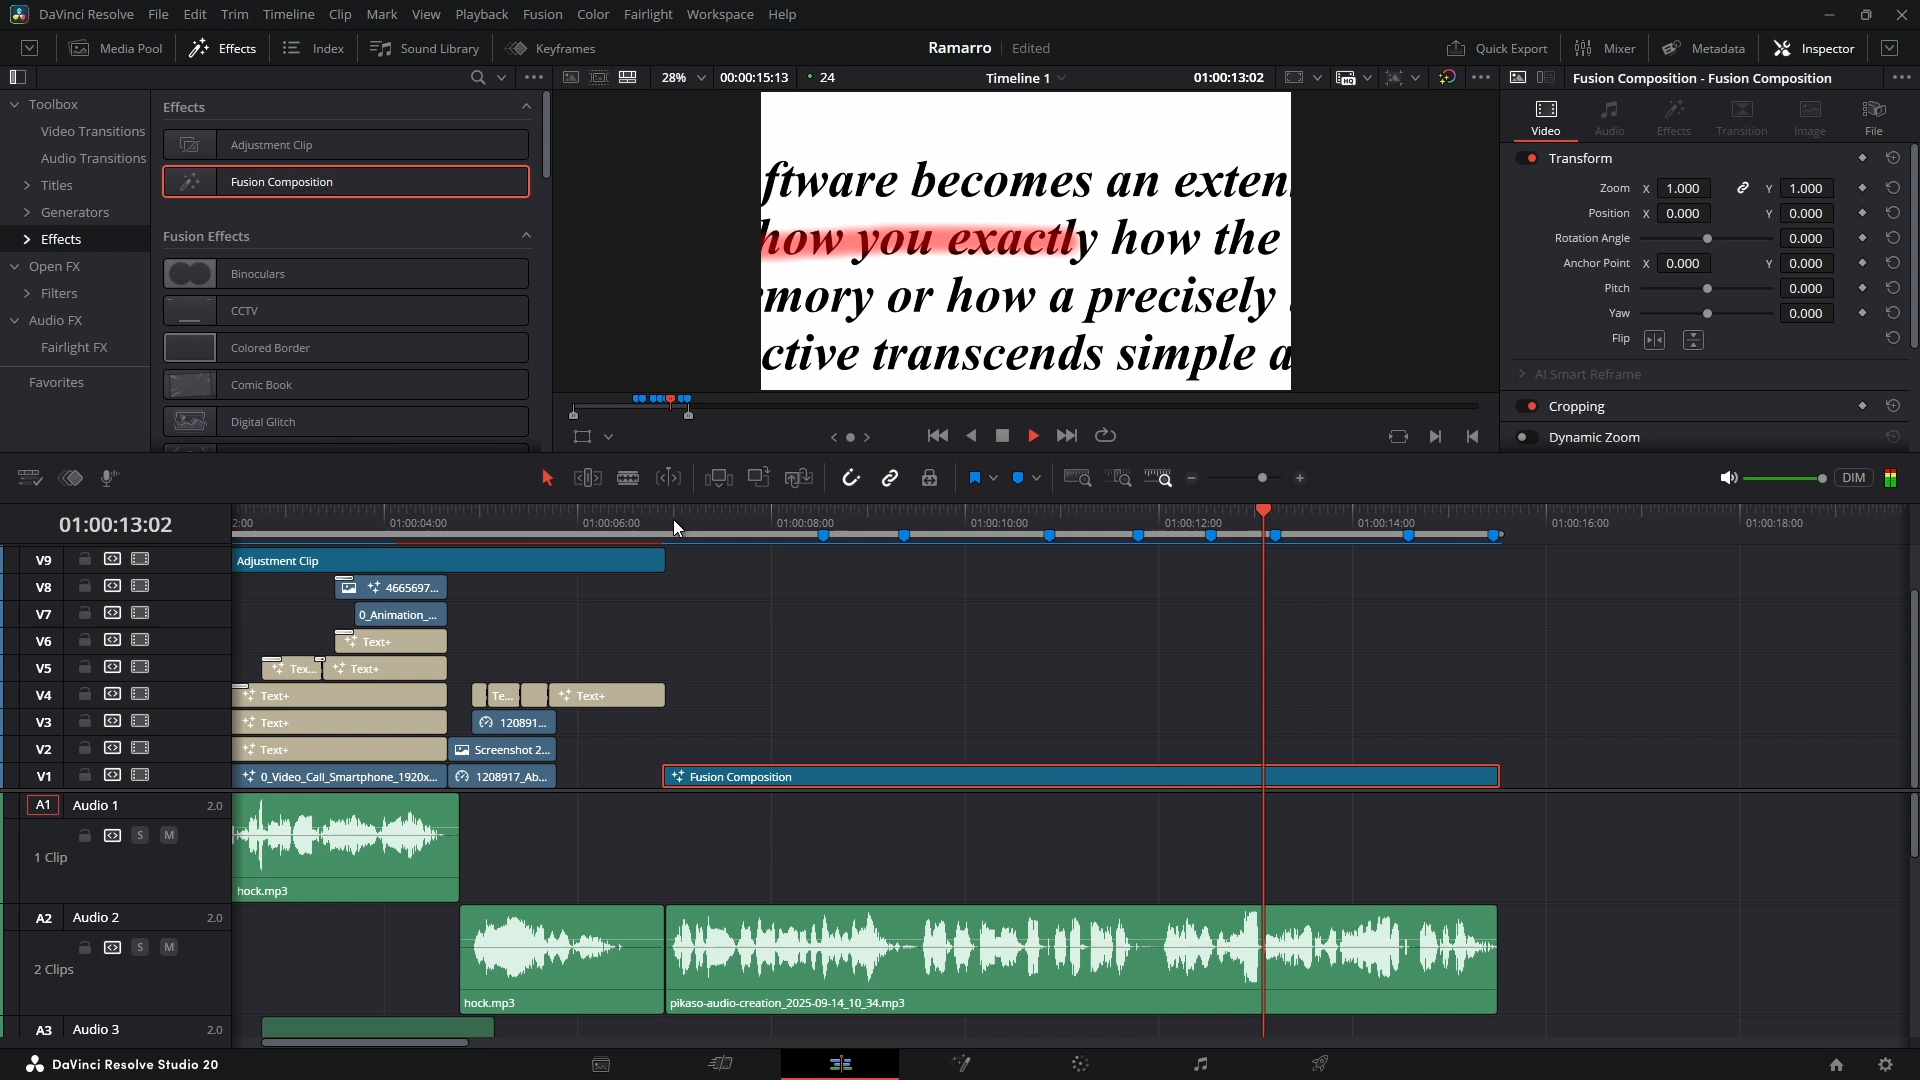 DaVinci Resolve File Edit Trim Timeline Clip Mark View Playback Fusion Color Fairlight Workspace Help
Media Pool Effects Index Sound Library Keyframes Ramarro Edited Quick Export Mixer Metadata Inspector
28% 00:00:15:13 24 Timeline 1 01:00:13:02 HQ Fusion Composition - Fusion Composition
Toolbox
Video Transitions
Audio Transitions
Titles
Generators
Effects
Open FX
Filters
Audio FX
Fairlight FX
Favorites
Effects
Adjustment Clip
Fusion Composition
Fusion Effects
Binoculars
CCTV
Colored Border
Comic Book
Digital Glitch
ftware becomes an exten
how you exactly how the
mory or how a precisely
ctive transcends simple a
Video Audio Effects Transition Image File
Transform
Zoom X 1.000 Y 1.000
Position X 0.000 Y 0.000
Rotation Angle 0.000
Anchor Point X 0.000 Y 0.000
Pitch 0.000
Yaw 0.000
Flip
AI Smart Reframe
Cropping
Dynamic Zoom
DIM
01:00:13:02
2:00 01:00:04:00 01:00:06:00 01:00:08:00 01:00:10:00 01:00:12:00 01:00:14:00 01:00:16:00 01:00:18:00
V9 Adjustment Clip
V8 4665697...
V7 0_Animation_...
V6 Text+
V5 Tex... Text+
V4 Text+ Te... Text+
V3 Text+ 120891...
V2 Text+ Screenshot 2...
V1 0_Video_Call_Smartphone_1920x... 1208917_Ab... Fusion Composition
A1 Audio 1 2.0
S M
1 Clip
hock.mp3
A2 Audio 2 2.0
S M
2 Clips
hock.mp3 pikaso-audio-creation_2025-09-14_10_34.mp3
A3 Audio 3 2.0
DaVinci Resolve Studio 20